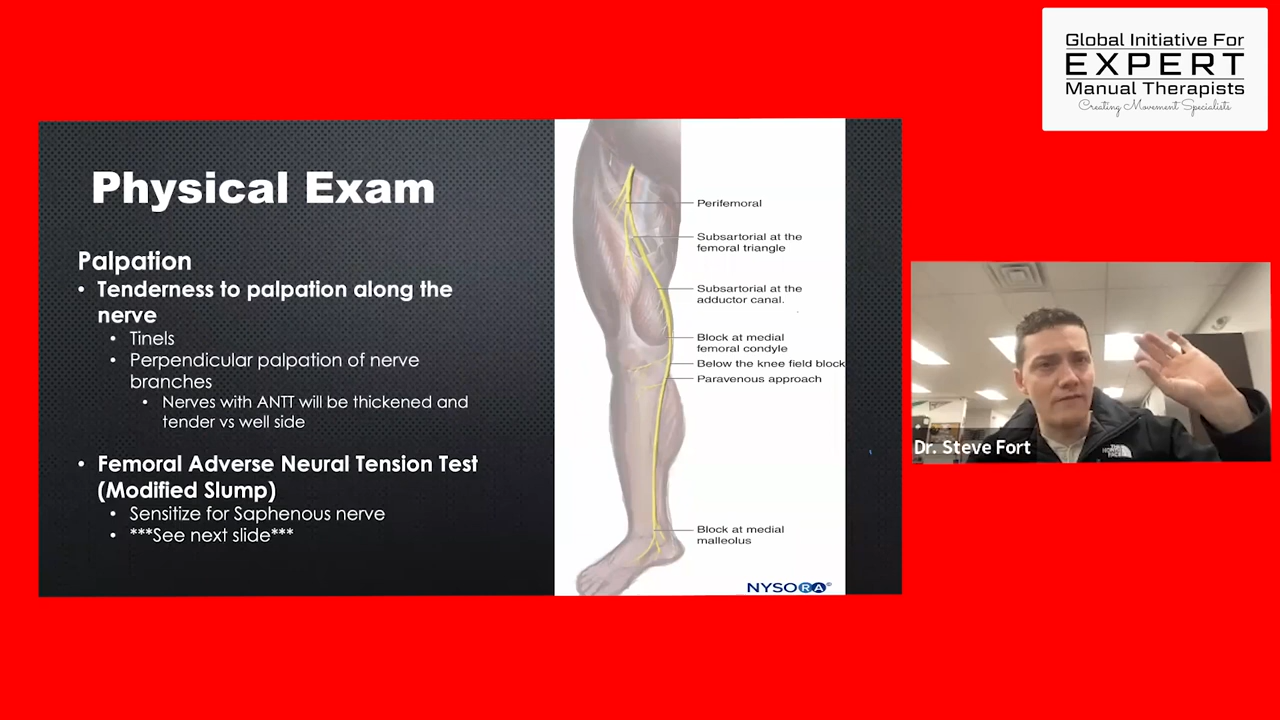 Global Initiative For
EXPERT
Manual Therapists
Creating Movement Specialists
Physical Exam
Palpation
• Tenderness to palpation along the
nerve
• Tinels
• Perpendicular palpation of nerve
branches
• Nerves with ANTT will be thickened and
tender vs well side
• Femoral Adverse Neural Tension Test
(Modified Slump)
• Sensitize for Saphenous nerve
• ***See next slide***
Perifemoral
Subsartorial at the
femoral triangle
Subsartorial at the
adductor canal.
Block at medial
femoral condyle
Below the knee field block
Paravenous approach
Block at medial
malleolus
NYSORA®
Dr. Steve Fort
THE
NORTH
FACE